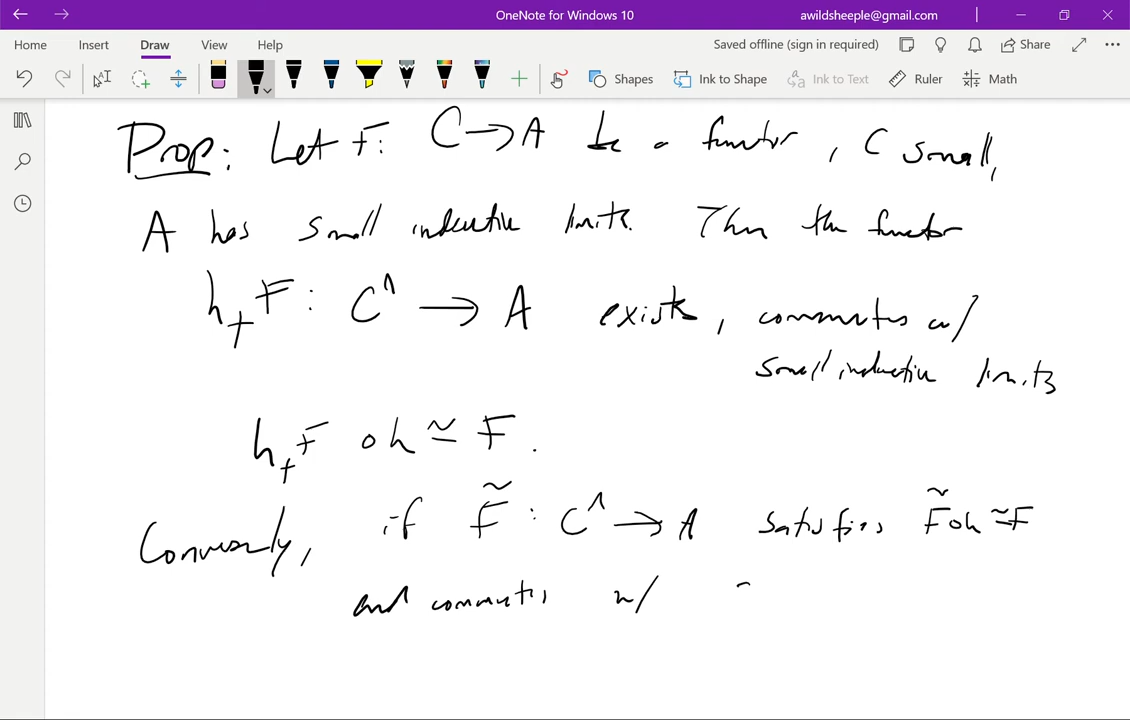 OneNote for Windows 10
awildsheeple@gmail.com
Home Insert Draw View Help
Saved offline (sign in required)
Share
Shapes
Ink to Shape
Ink to Text
Ruler
Math
Prop: Let F: C → A be a functor, C small,
A has small inductive limits. Then the functor
h₊F: C^ → A exists, commutes w/
small inductive limits
h₊F ∘ h ≅ F.
Conversely, if F̃: C^ → A satisfies F̃∘h ≅ F
and commutes w/